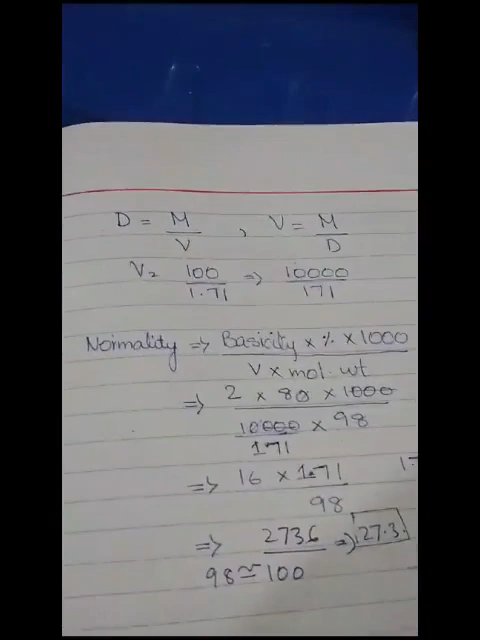 D = M/V , V = M/D
V = 100/1.71 => 10000/171
Normality => Basicity x % x 1000 / V x mol. wt
=> 2 x 80 x 1000 / 10000/171 x 98
=> 16 x 171 / 98
=> 2736 / 98≃100 => 27.3